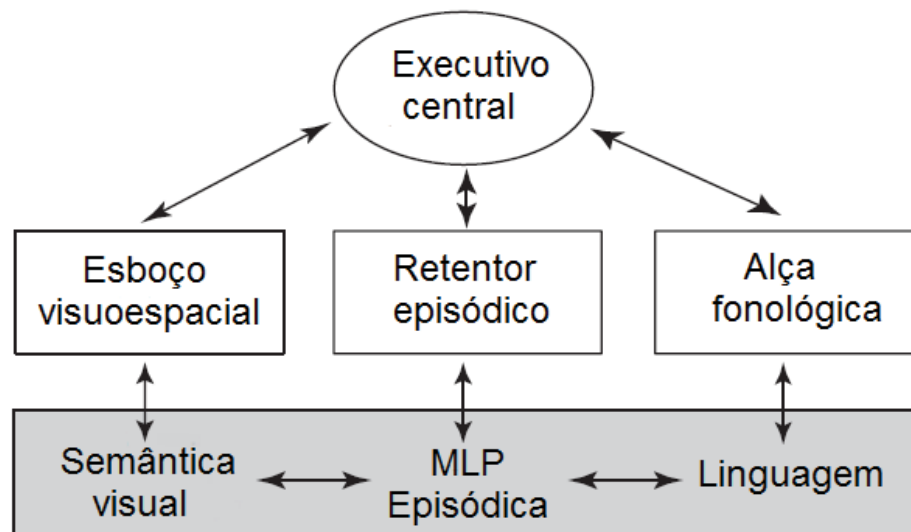 Executivo
central
Esboço
visuoespacial
Retentor
episódico
Alça
fonológica
Semântica
visual
MLP
Episódica
Linguagem